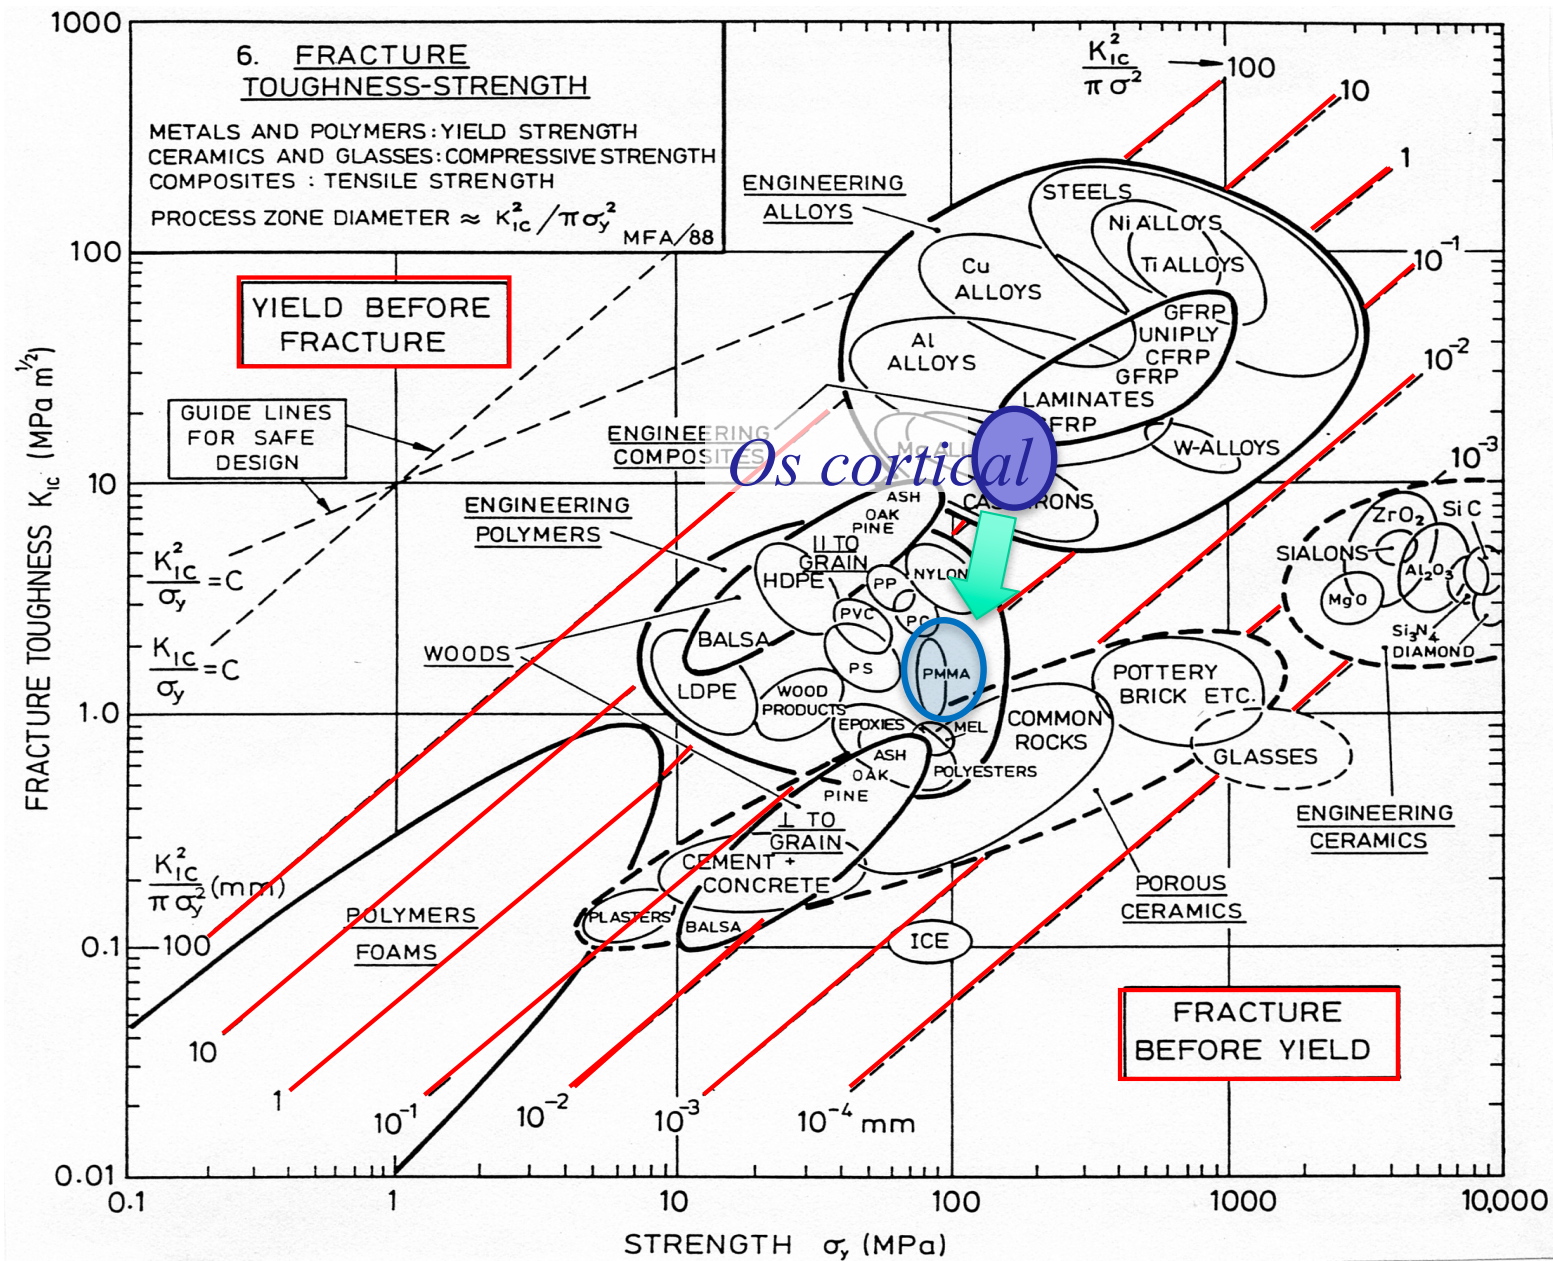 1000
6. FRACTURE
TOUGHNESS-STRENGTH
METALS AND POLYMERS: YIELD STRENGTH
CERAMICS AND GLASSES: COMPRESSIVE STRENGTH
COMPOSITES : TENSILE STRENGTH
PROCESS ZONE DIAMETER ≈ K²IC/πσy²
MFA/88
K²IC/πσ²
100
10
1
10⁻¹
10⁻²
10⁻³
ENGINEERING
ALLOYS
STEELS
Ni ALLOYS
Ti ALLOYS
Cu
ALLOYS
Al
ALLOYS
GFRP
UNIPLY
CFRP
GFRP
LAMINATES
CFRP
100
YIELD BEFORE
FRACTURE
GUIDE LINES
FOR SAFE
DESIGN
ENGINEERING
COMPOSITES
Os cortical
Mg ALL
W-ALLOYS
CAST IRONS
10
ENGINEERING
POLYMERS
ASH
OAK
PINE
|| TO
GRAIN
HDPE
PP
NYLON
PVC
PC
BALSA
PS
PMMA
LDPE
WOOD
PRODUCTS
EPOXIES
MEL
POLYESTERS
WOODS
K²IC/σy = C
KIC/σy = C
ZrO₂
SiC
SIALONS
Al₂O₃
MgO
Si₃N₄
DIAMOND
POTTERY
BRICK ETC.
COMMON
ROCKS
GLASSES
1.0
ASH
OAK
PINE
⊥ TO
GRAIN
CEMENT +
CONCRETE
PLASTERS
BALSA
ICE
ENGINEERING
CERAMICS
POROUS
CERAMICS
K²IC/πσy² (mm)
POLYMERS
FOAMS
0.1
100
10
1
10⁻¹
10⁻²
10⁻³
10⁻⁴ mm
FRACTURE
BEFORE YIELD
0.01
0.1
1
10
100
1000
10,000
FRACTURE TOUGHNESS KIC (MPa m½)
STRENGTH σy (MPa)